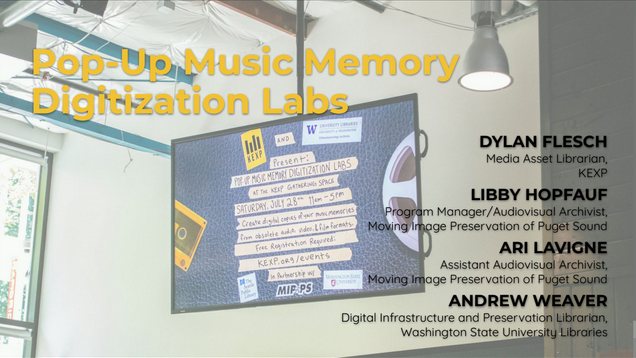 Pop-Up Music Memory
Digitization Labs
DYLAN FLESCH
Media Asset Librarian,
KEXP
LIBBY HOPFAUF
Program Manager/Audiovisual Archivist,
Moving Image Preservation of Puget Sound
ARI LAVIGNE
Assistant Audiovisual Archivist,
Moving Image Preservation of Puget Sound
ANDREW WEAVER
Digital Infrastructure and Preservation Librarian,
Washington State University Libraries
KEXP
AND
W UNIVERSITY LIBRARIES
Present:
POP-UP MUSIC MEMORY DIGITIZATION LABS
AT THE KEXP GATHERING SPACE
SATURDAY, JULY 28TH 11am-5pm
Create digital copies of your music memories
from obsolete audio, video, & film formats.
Free Registration Required:
KEXP.org/events
In Partnership w/
MIPoPS